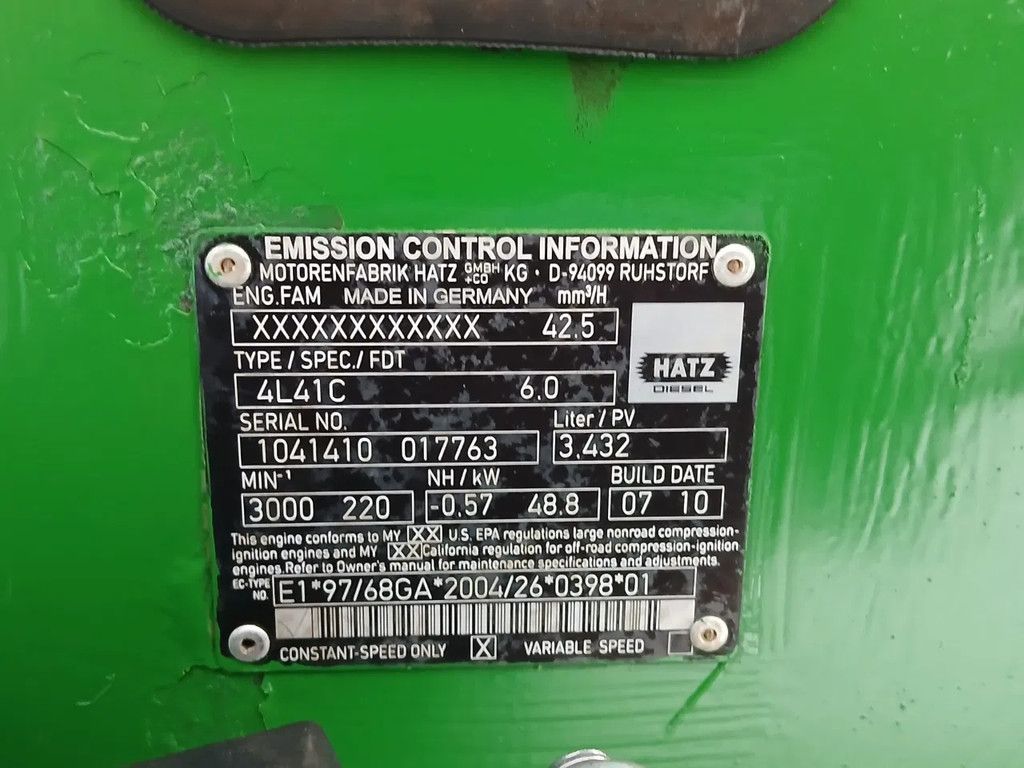 EMISSION CONTROL INFORMATION
MOTORENFABRIK HATZ GMBH +CO KG · D-94099 RUHSTORF
ENG.FAM MADE IN GERMANY mm³/H
XXXXXXXXXXXX 42.5
TYPE / SPEC./ FDT
4L41C 6.0
HATZ
DIESEL
SERIAL NO. Liter / PV
1041410 017763 3.432
MIN-¹ NH / kW BUILD DATE
3000 220 -0.57 48.8 07 10
This engine conforms to MY XX U.S. EPA regulations large nonroad compression-
ignition engines and MY XX California regulation for off-road compression-ignition
engines. Refer to Owner's manual for maintenance specifications and adjustments.
EC-TYPE NO. E1*97/68GA*2004/26*0398*01
CONSTANT-SPEED ONLY X VARIABLE SPEED